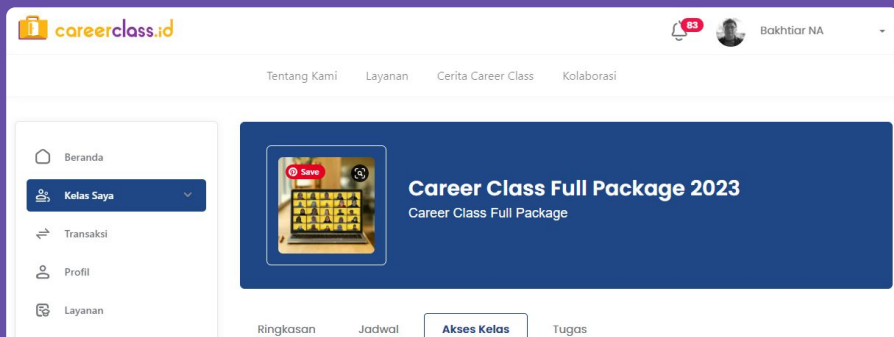 careerclass.id
83
Bakhtiar NA
Tentang Kami Layanan Cerita Career Class Kolaborasi
Beranda
Kelas Saya
Transaksi
Profil
Layanan
Save
Career Class Full Package 2023
Career Class Full Package
Ringkasan Jadwal Akses Kelas Tugas